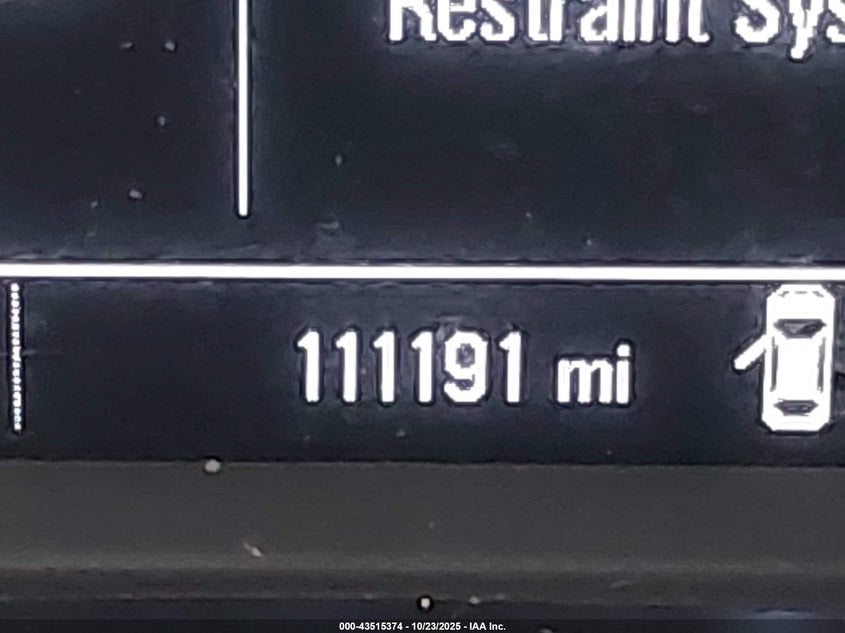 Restraint Sys
111191 mi
000-43515374 - 10/23/2025 - IAA Inc.